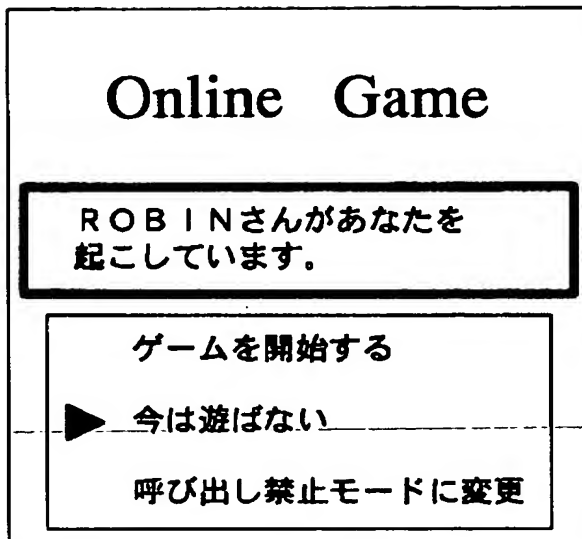 Online Game
ＲＯＢＩＮさんがあなたを
起こしています。
ゲームを開始する
今は遊ばない
呼び出し禁止モードに変更